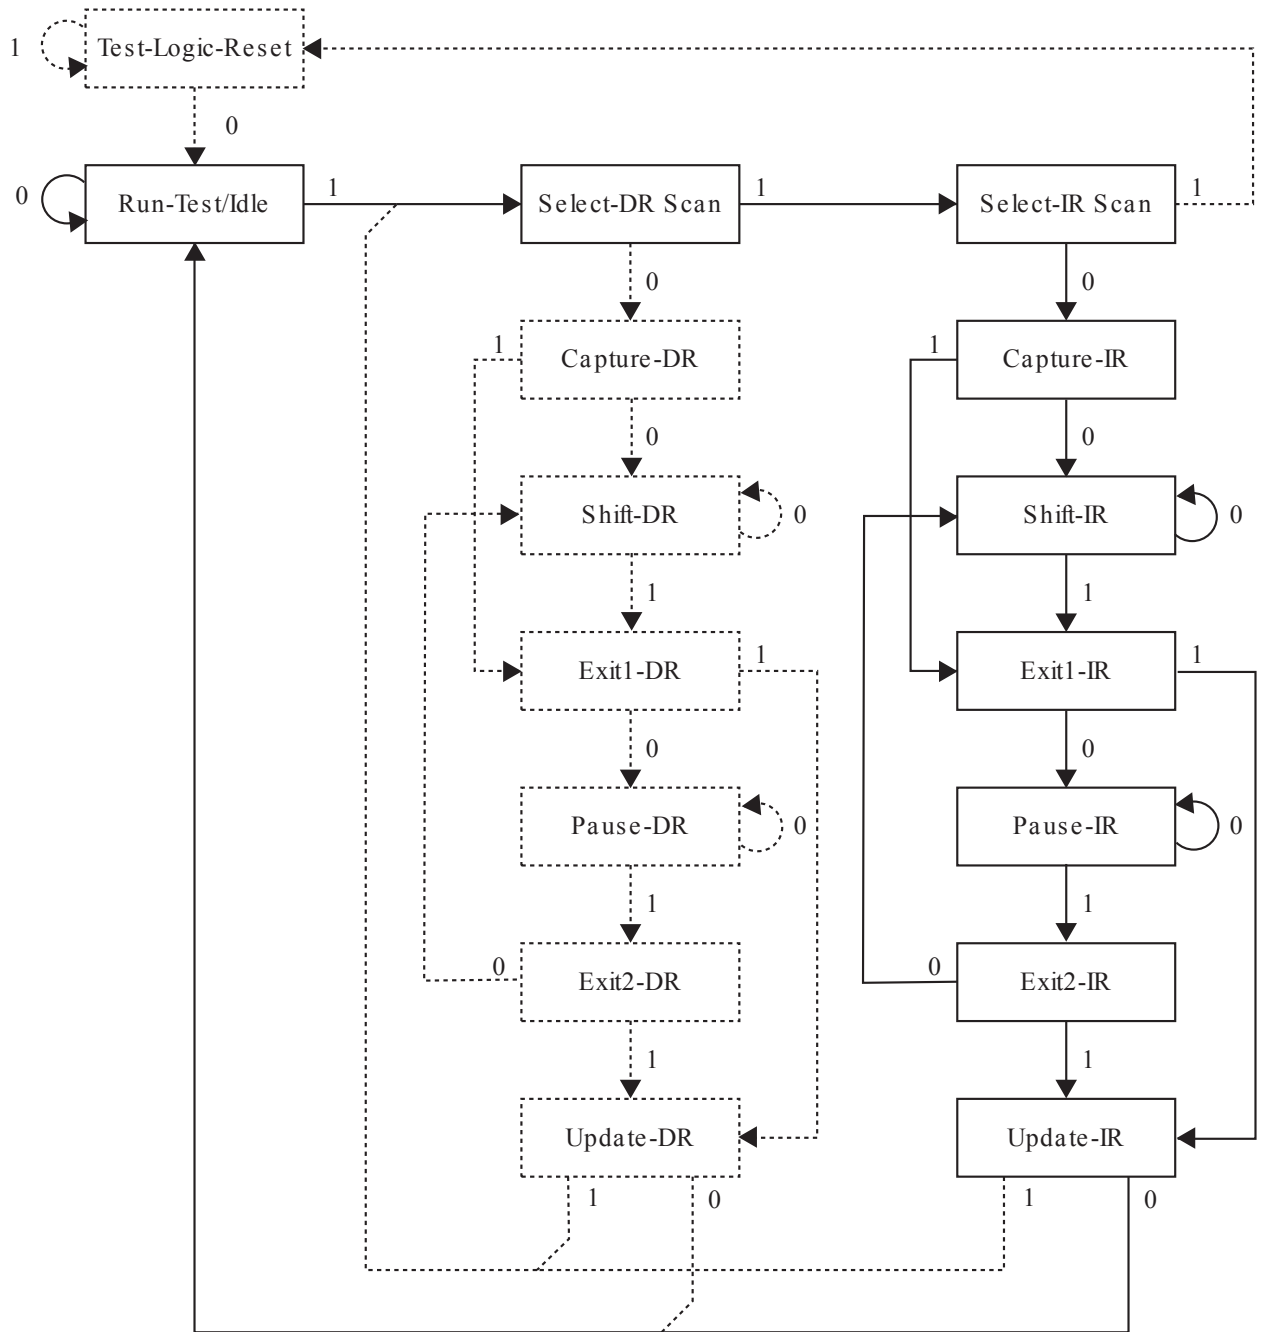 1
Test-Logic-Reset
0
0
Run-Test/Idle
1
Select-DR Scan
1
Select-IR Scan
1
0
0
1
Capture-DR
1
Capture-IR
0
0
Shift-DR
0
Shift-IR
0
1
1
Exit1-DR
1
Exit1-IR
1
0
0
Pause-DR
0
Pause-IR
0
1
1
0
Exit2-DR
0
Exit2-IR
1
1
Update-DR
Update-IR
1
0
1
0